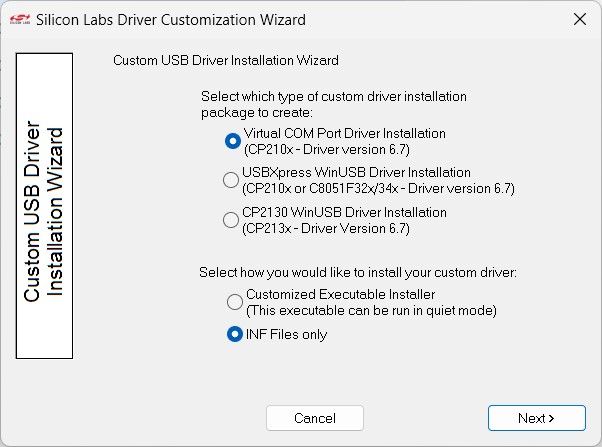 SILICON LABS
Silicon Labs Driver Customization Wizard
Custom USB Driver
Installation Wizard
Custom USB Driver Installation Wizard
Select which type of custom driver installation
package to create:
Virtual COM Port Driver Installation
(CP210x - Driver version 6.7)
USBXpress WinUSB Driver Installation
(CP210x or C8051F32x/34x - Driver version 6.7)
CP2130 WinUSB Driver Installation
(CP213x - Driver Version 6.7)
Select how you would like to install your custom driver:
Customized Executable Installer
(This executable can be run in quiet mode)
INF Files only
Cancel
Next >